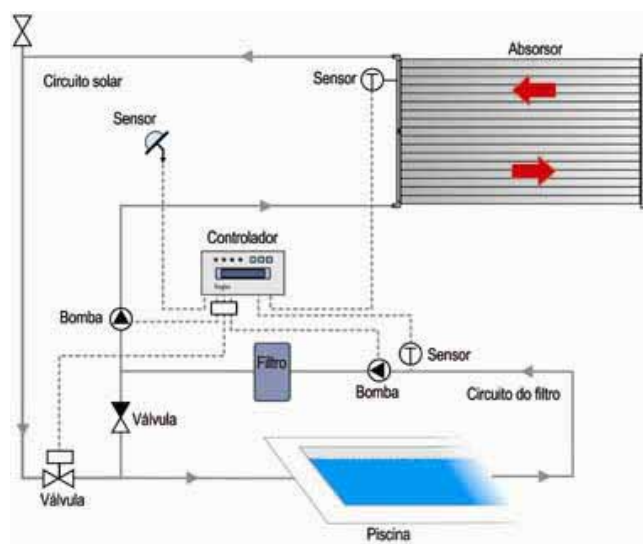 Absorsor
Circuito solar
Sensor
Sensor
Controlador
Bomba
Filtro
Sensor
Bomba
Circuito do filtro
Válvula
Válvula
Piscina